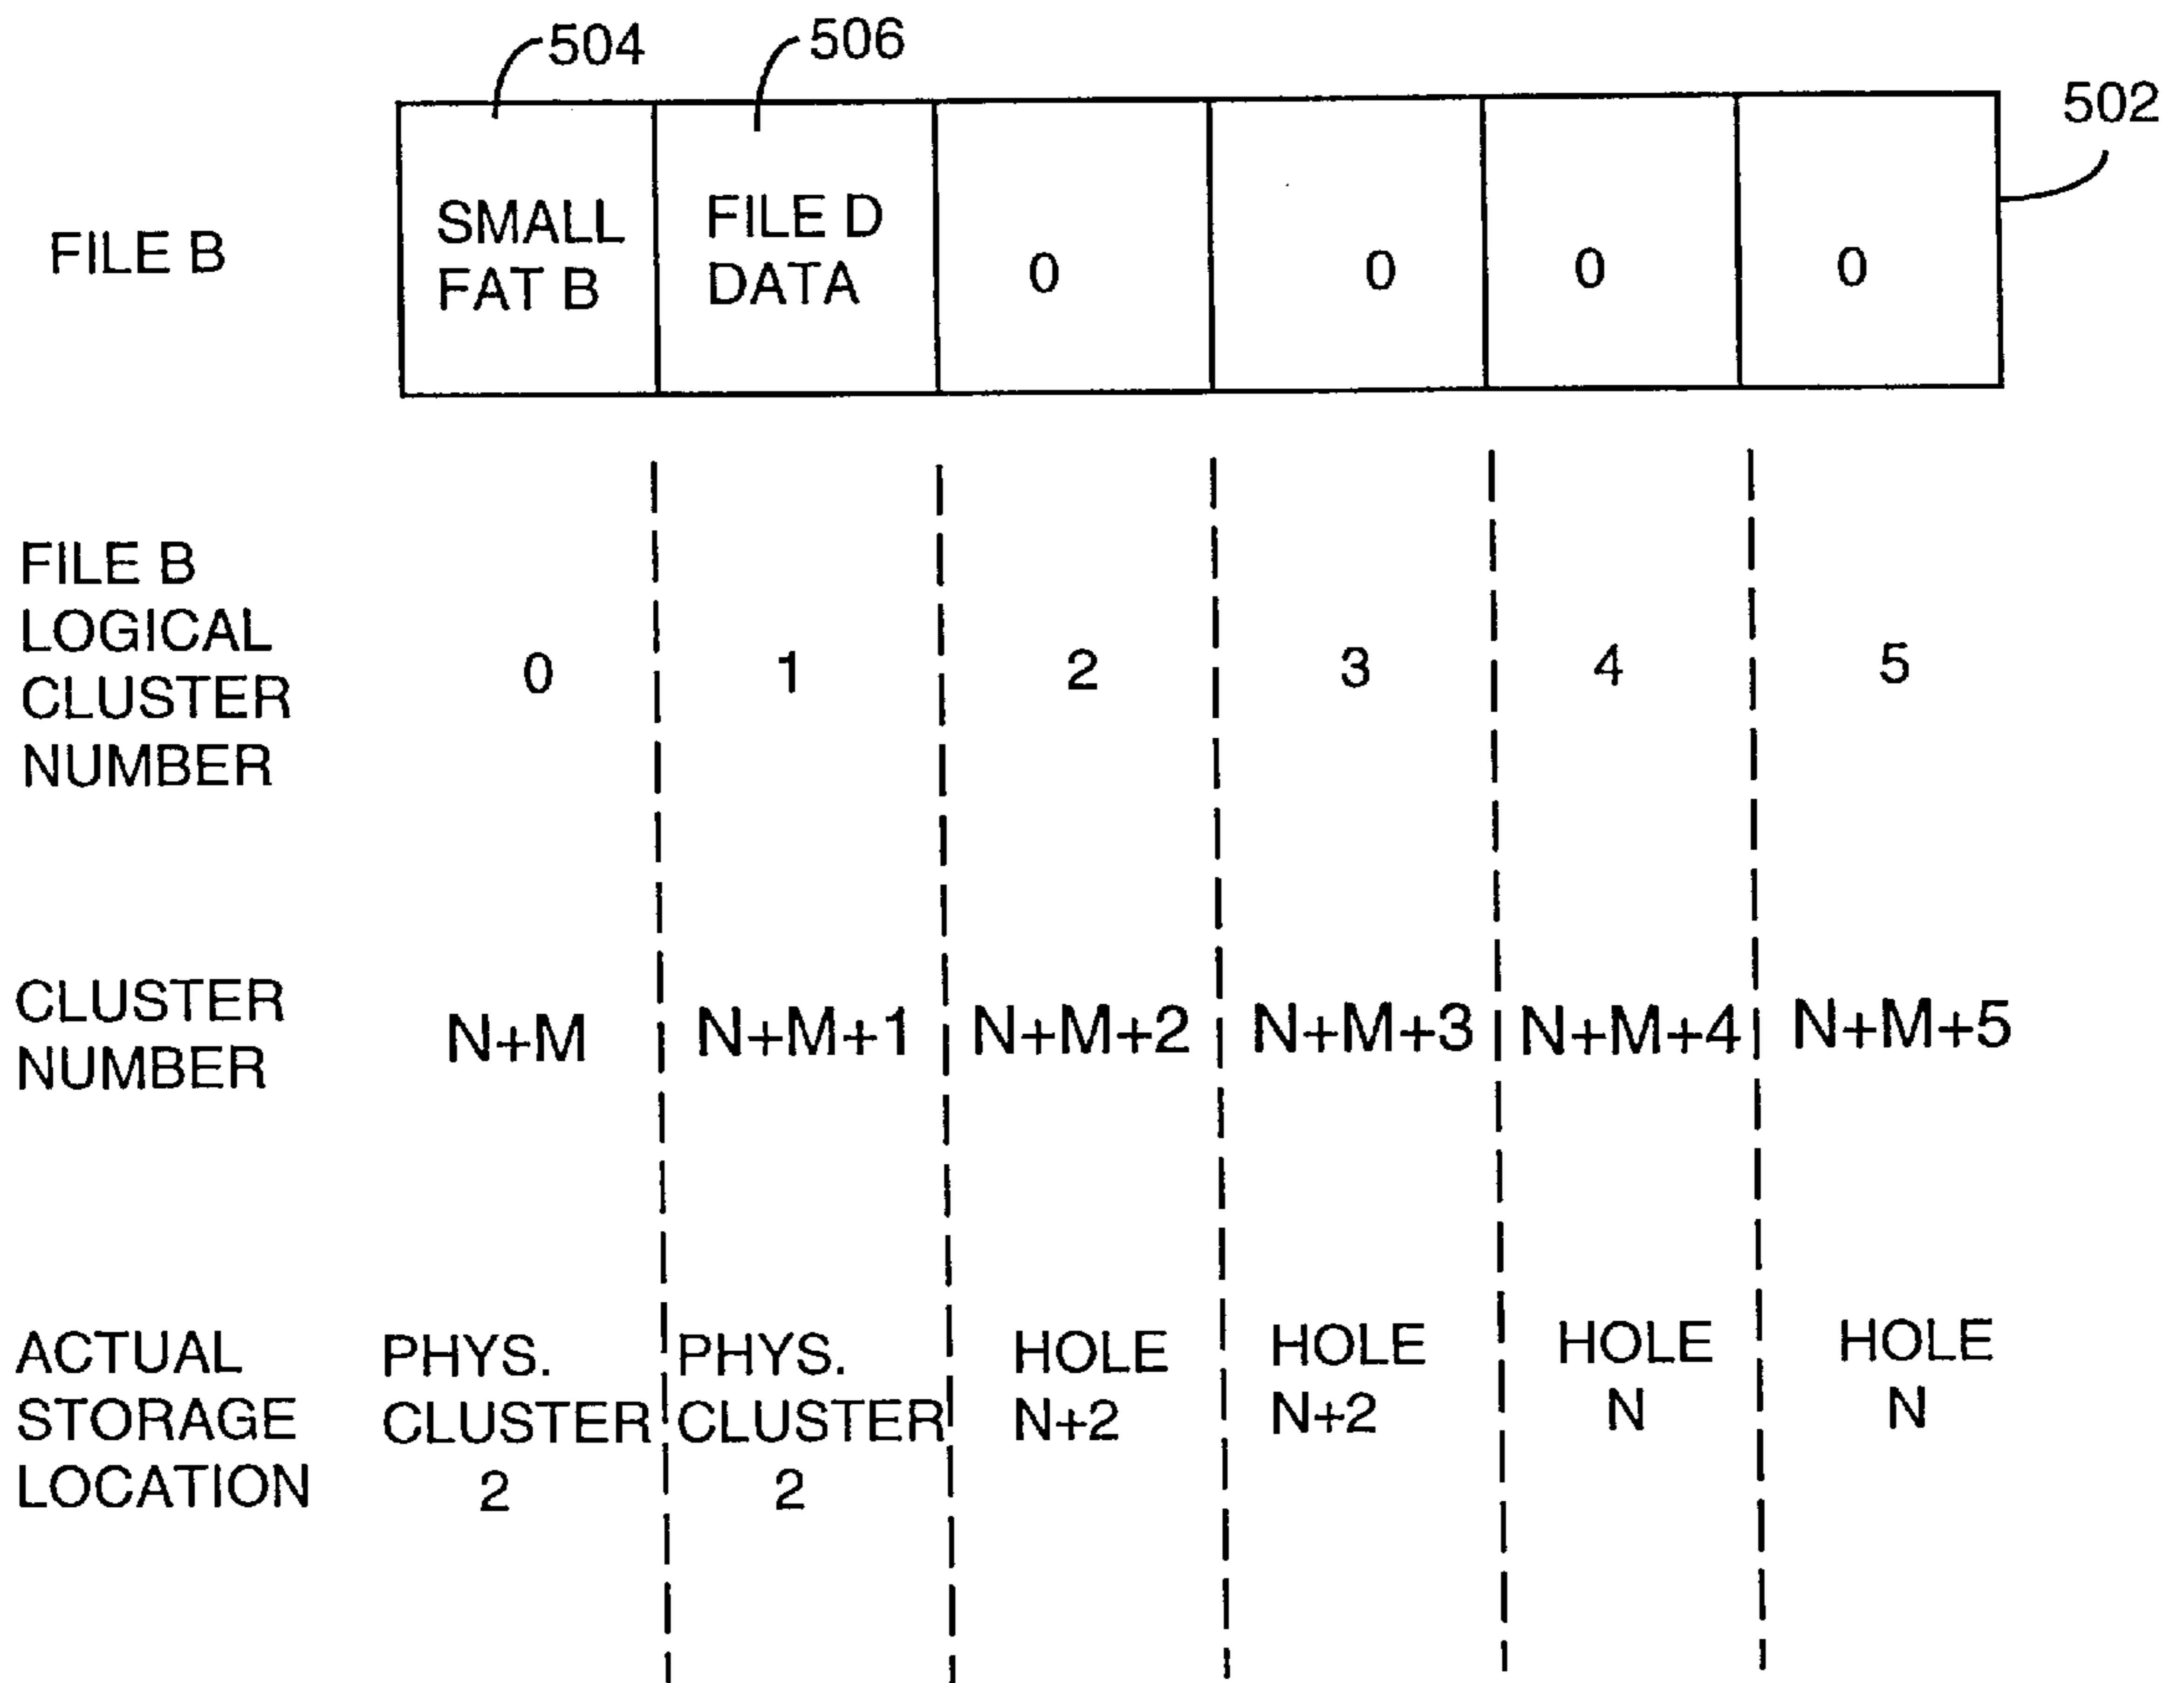 504
506
502
FILE B
SMALL
FAT B
FILE D
DATA
0
0
0
0
FILE B
LOGICAL
CLUSTER
NUMBER
0
1
2
3
4
5
CLUSTER
NUMBER
N+M
N+M+1
N+M+2
N+M+3
N+M+4
N+M+5
ACTUAL
STORAGE
LOCATION
PHYS.
CLUSTER
2
PHYS.
CLUSTER
2
HOLE
N+2
HOLE
N+2
HOLE
N
HOLE
N